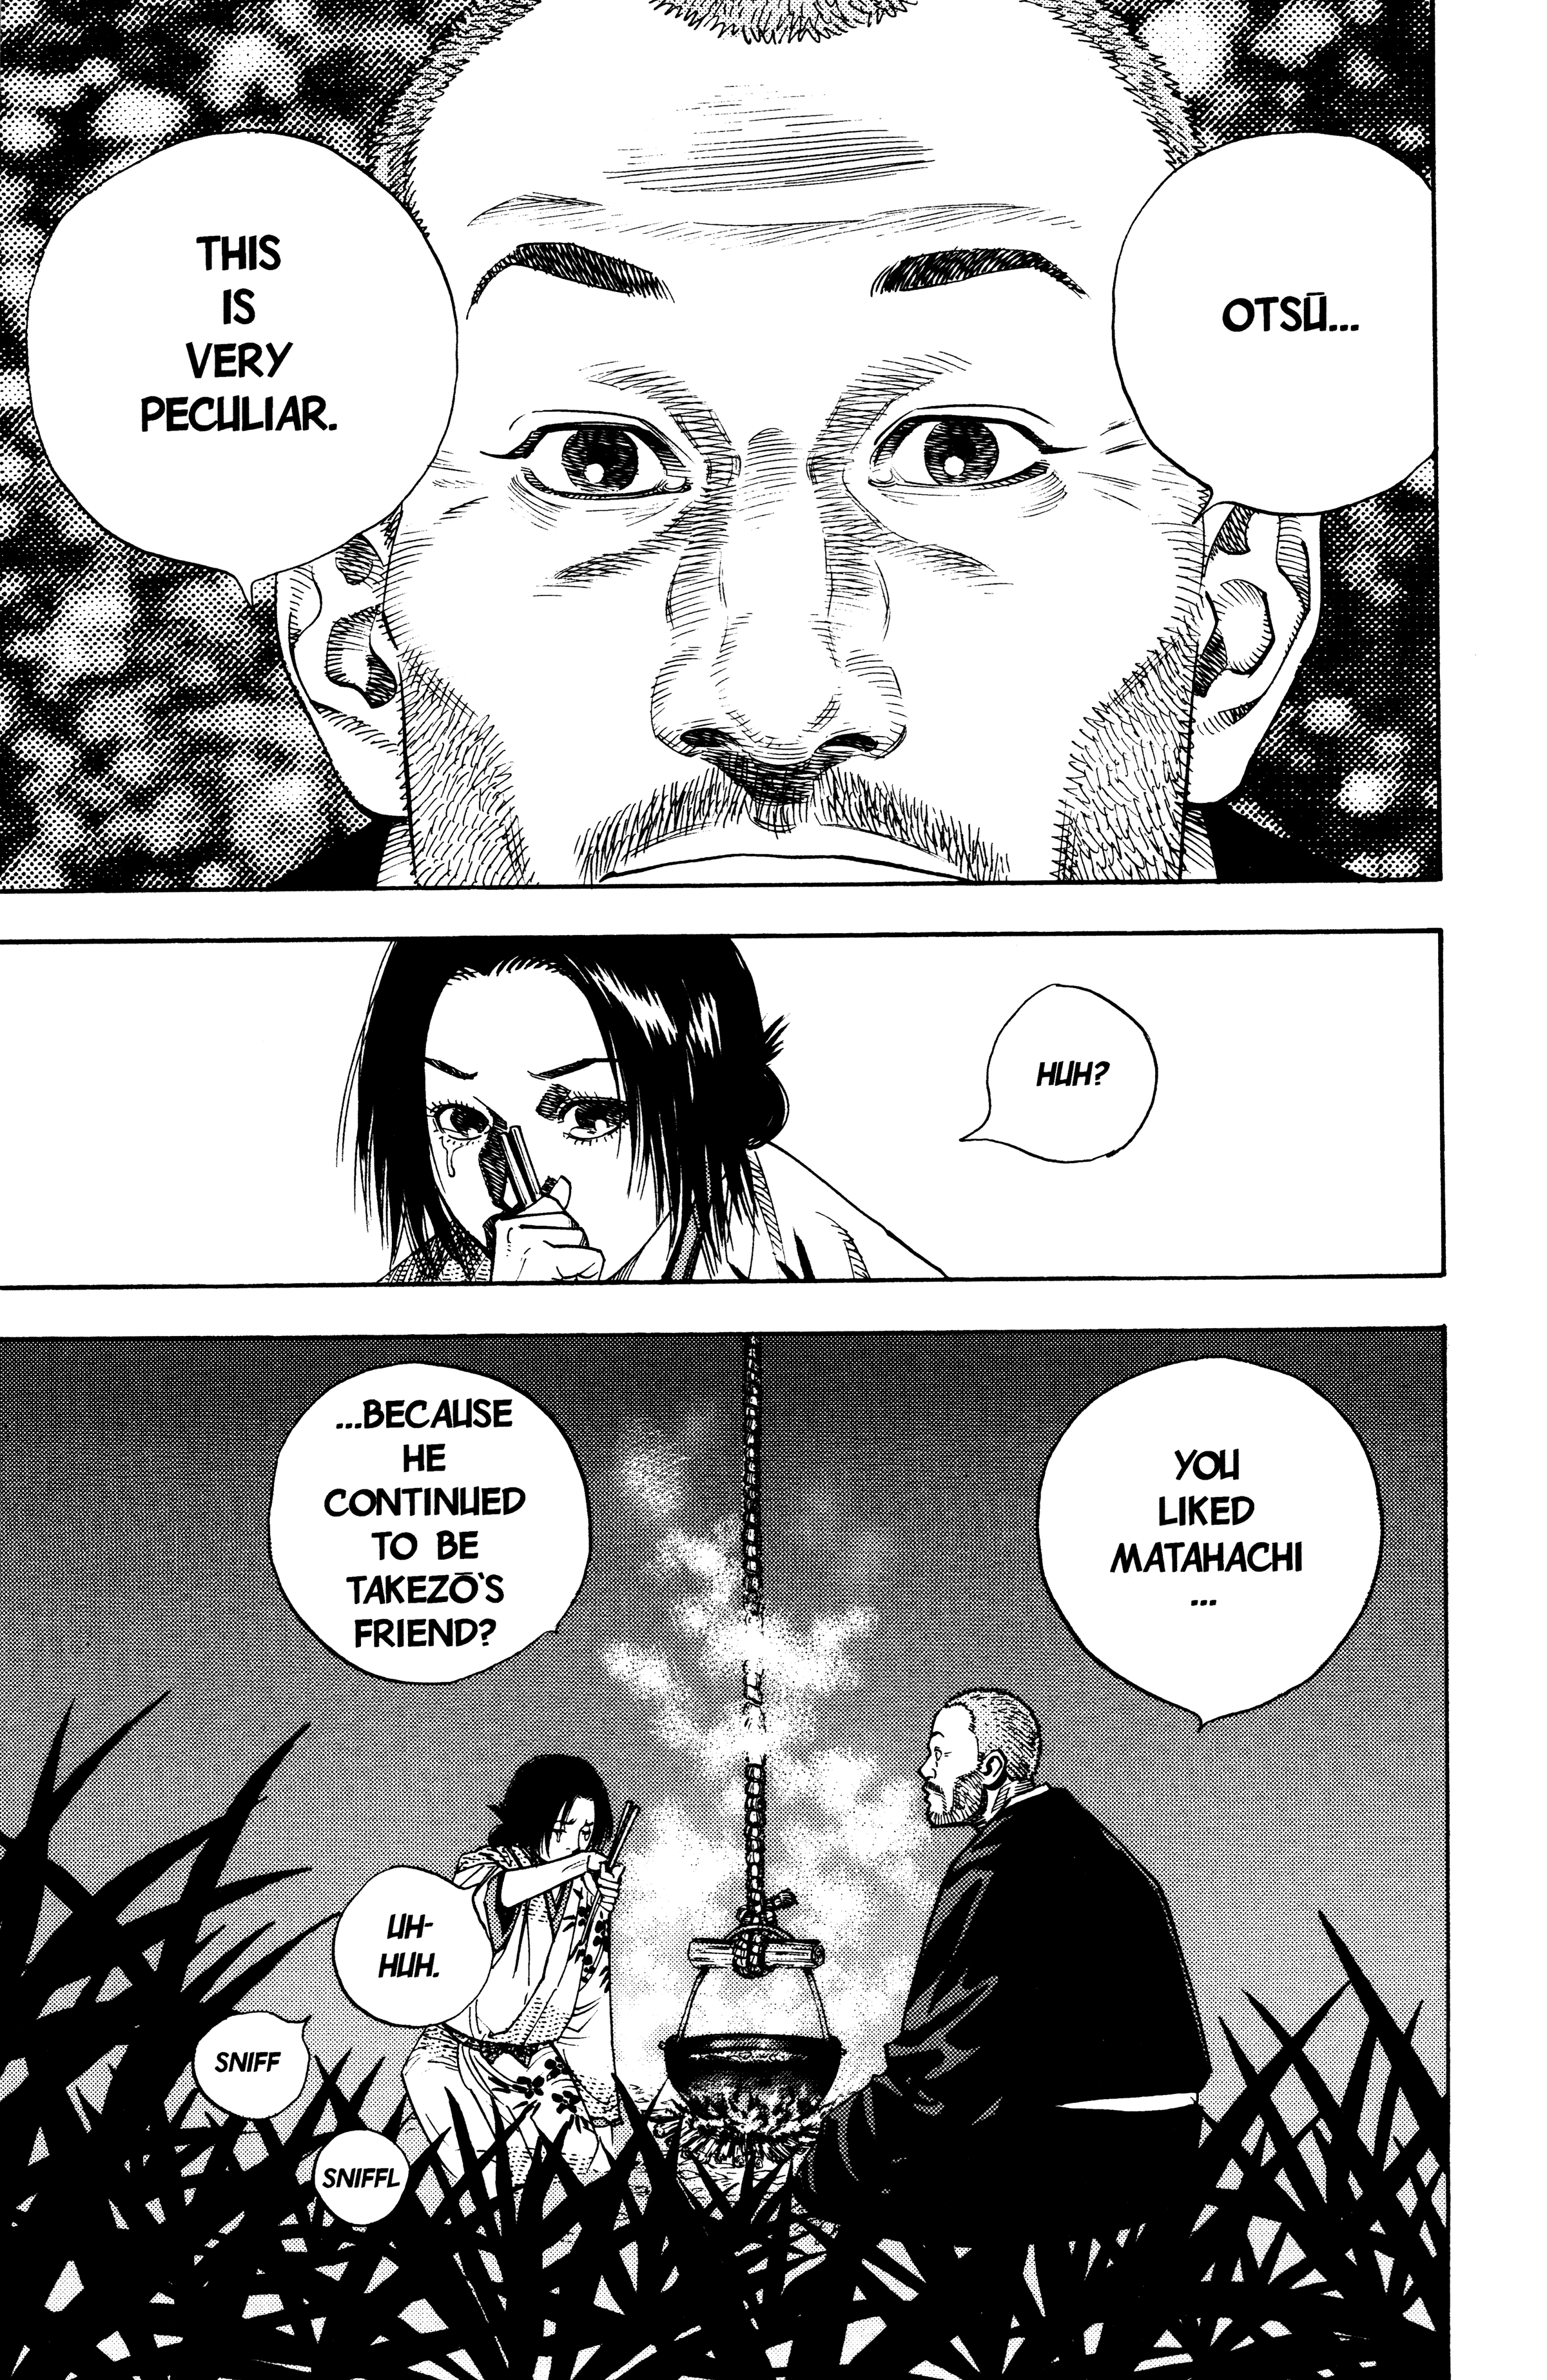 OTSŪ...
THIS
IS
VERY
PECULIAR.
HUH?
YOU
LIKED
MATAHACHI
...
...BECAUSE
HE
CONTINUED
TO BE
TAKEZŌ'S
FRIEND?
UH-
HUH.
SNIFF
SNIFFL